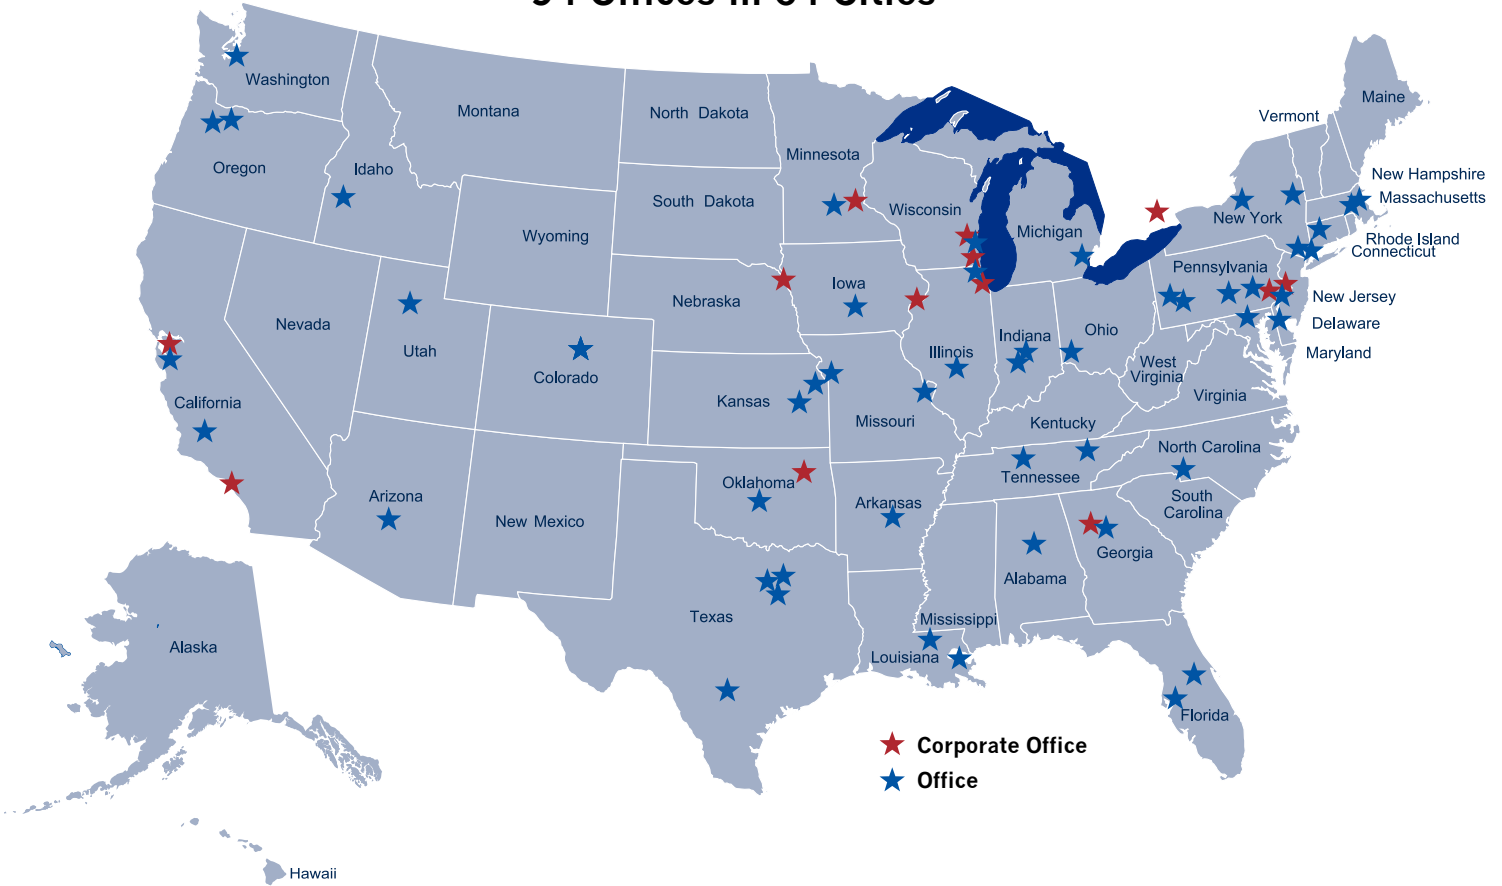 Offices in
Cities
Washington
Montana
North Dakota
Minnesota
Vermont
Maine
Oregon
Idaho
South Dakota
Wisconsin
Michigan
New Hampshire
Massachusetts
New York
Rhode Island
Connecticut
Wyoming
Nebraska
Iowa
Pennsylvania
New Jersey
Delaware
Maryland
Nevada
Utah
Colorado
Illinois
Indiana
Ohio
West
Virginia
Virginia
California
Kansas
Missouri
Kentucky
North Carolina
Tennessee
South
Carolina
Arizona
New Mexico
Oklahoma
Arkansas
Georgia
Alabama
Mississippi
Texas
Louisiana
Florida
Alaska
Hawaii
Corporate Office
Office